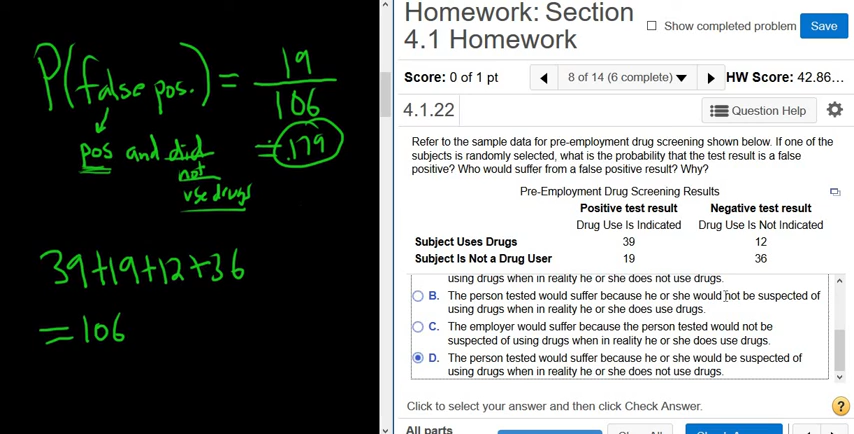 P(false pos.) = 19/106
= .179
pos and did not use drugs
39+19+12+36
= 106
Homework: Section 4.1 Homework
Show completed problem
Save
Score: 0 of 1 pt
8 of 14 (6 complete)
HW Score: 42.86…
4.1.22
Question Help
Refer to the sample data for pre-employment drug screening shown below. If one of the
subjects is randomly selected, what is the probability that the test result is a false
positive? Who would suffer from a false positive result? Why?
Pre-Employment Drug Screening Results
Positive test result Negative test result
Drug Use Is Indicated Drug Use Is Not Indicated
Subject Uses Drugs 39 12
Subject Is Not a Drug User 19 36
using drugs when in reality he or she does not use drugs.
B. The person tested would suffer because he or she would not be suspected of
using drugs when in reality he or she does use drugs.
C. The employer would suffer because the person tested would not be
suspected of using drugs when in reality he or she does use drugs.
D. The person tested would suffer because he or she would be suspected of
using drugs when in reality he or she does not use drugs.
Click to select your answer and then click Check Answer.
?
All parts
Clear All
Check Answer